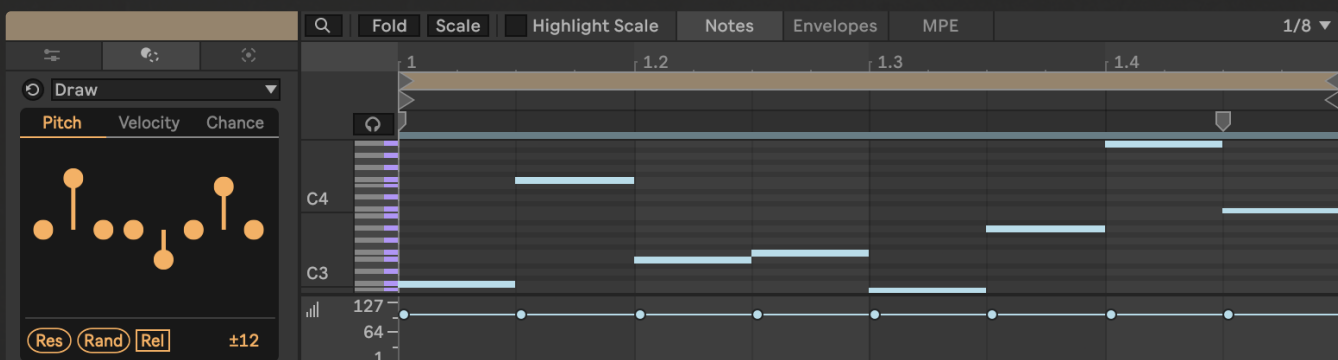 Fold Scale Highlight Scale Notes Envelopes MPE 1/8
1 1.2 1.3 1.4
Draw
Pitch Velocity Chance
C4
C3
127
64
1
Res Rand Rel ±12